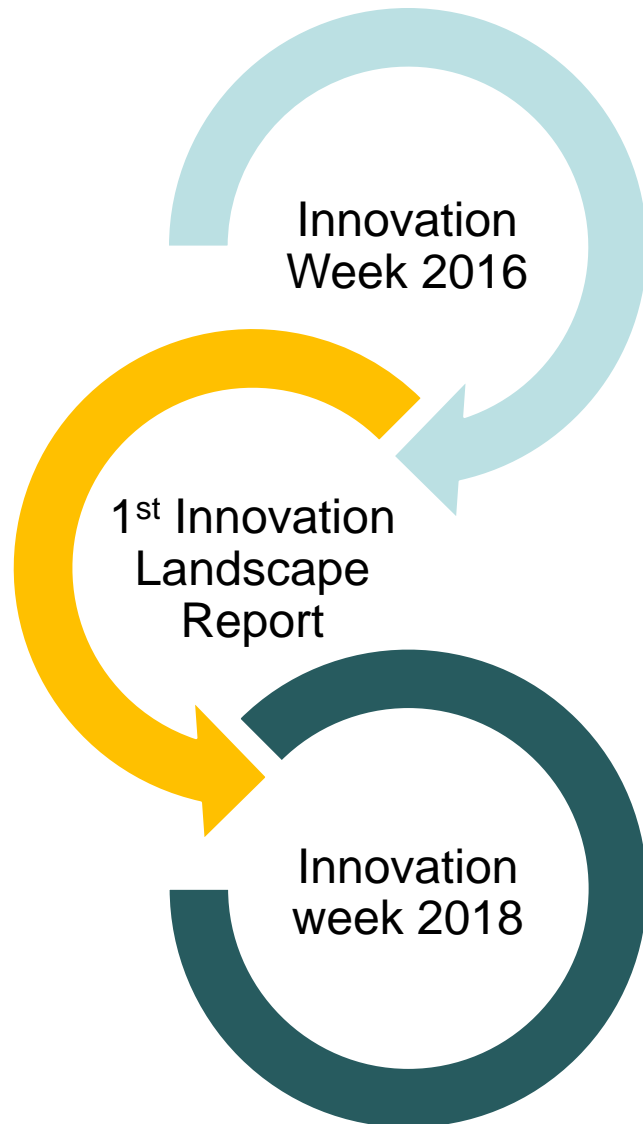 Innovation
Week 2016
1st Innovation
Landscape
Report
Innovation
week 2018